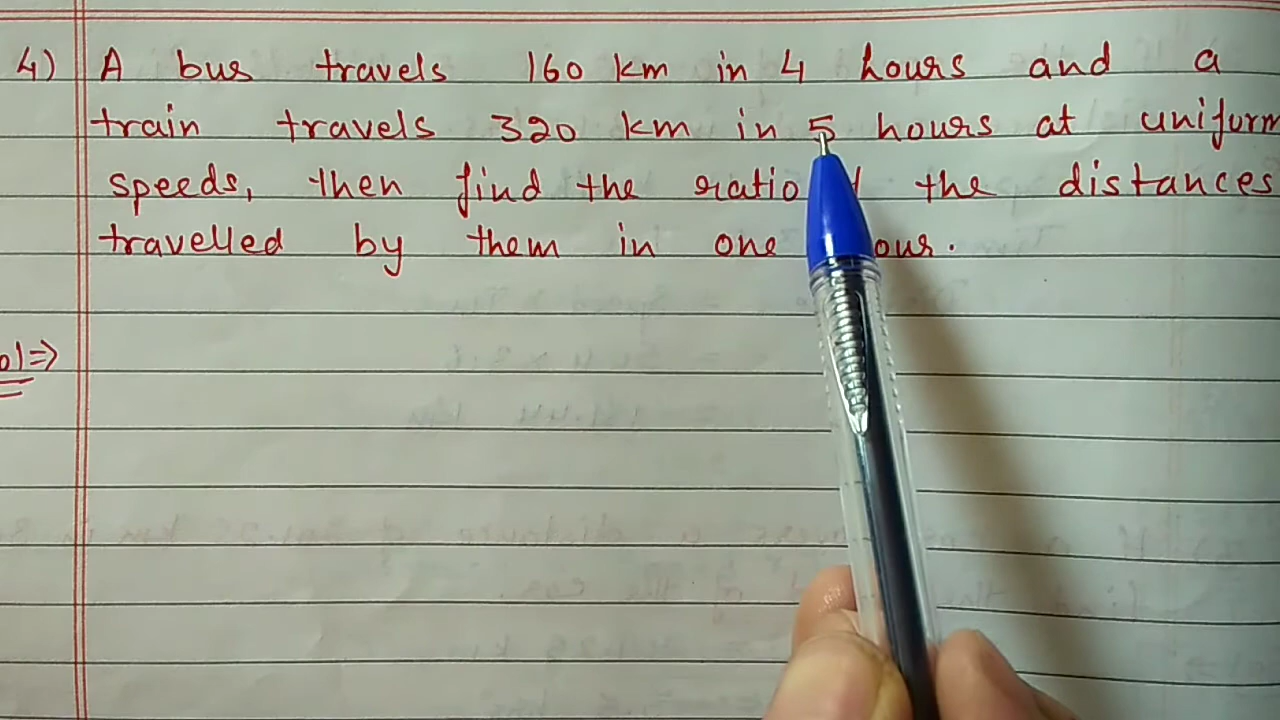 4) A bus travels 160 km in 4 hours and a
train travels 320 km in 5 hours at uniform
speeds, then find the ratio the distances
travelled by them in one